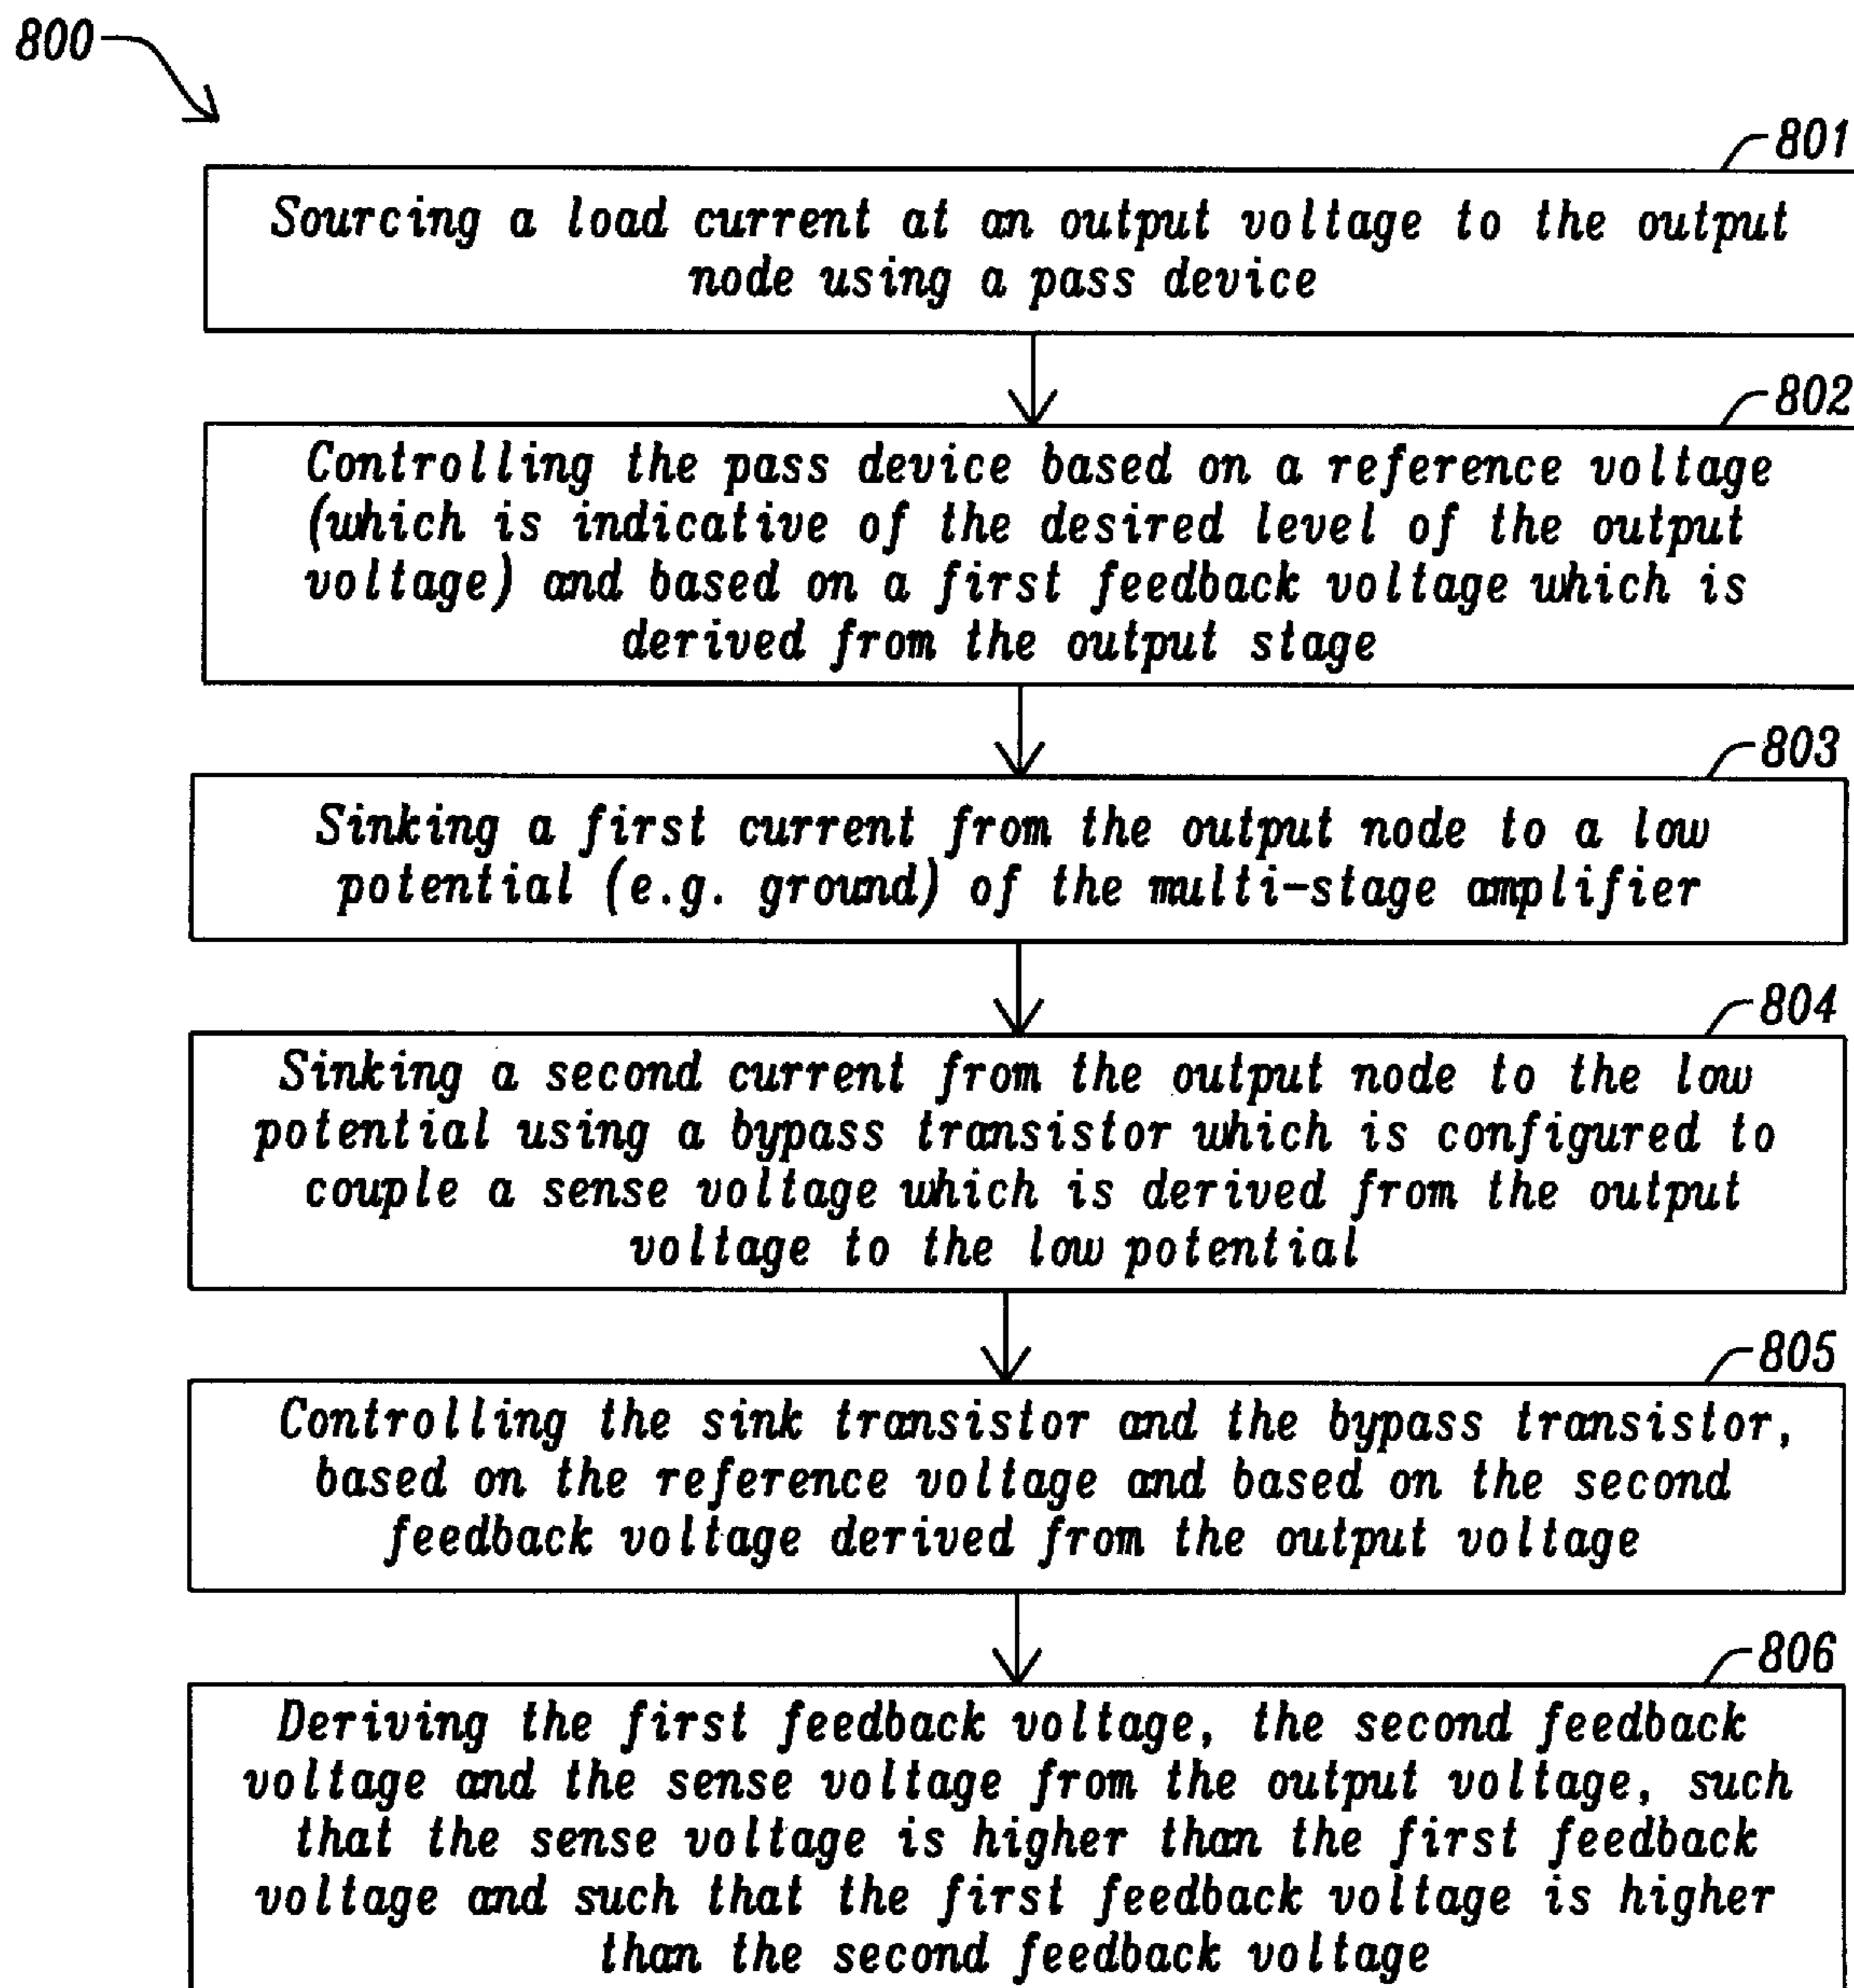 800
801
Sourcing a load current at an output voltage to the output
node using a pass device
802
Controlling the pass device based on a reference voltage
(which is indicative of the desired level of the output
voltage) and based on a first feedback voltage which is
derived from the output stage
803
Sinking a first current from the output node to a low
potential (e.g. ground) of the multi-stage amplifier
804
Sinking a second current from the output node to the low
potential using a bypass transistor which is configured to
couple a sense voltage which is derived from the output
voltage to the low potential
805
Controlling the sink transistor and the bypass transistor,
based on the reference voltage and based on the second
feedback voltage derived from the output voltage
806
Deriving the first feedback voltage, the second feedback
voltage and the sense voltage from the output voltage, such
that the sense voltage is higher than the first feedback
voltage and such that the first feedback voltage is higher
than the second feedback voltage